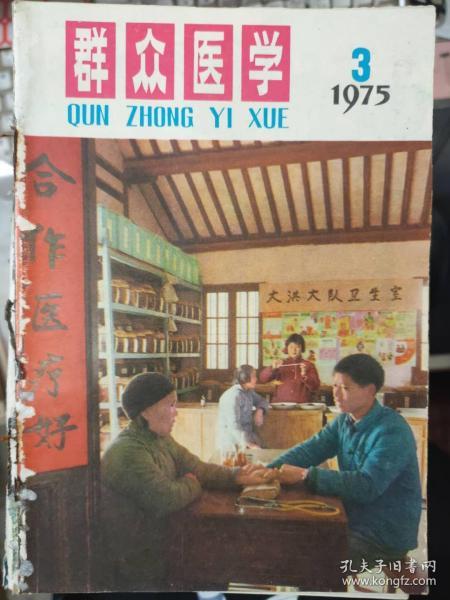 群众医学
QUN ZHONG YI XUE
3
1975
合作医疗好
大洪大队卫生室
孔夫子旧书网
www.kongfz.com